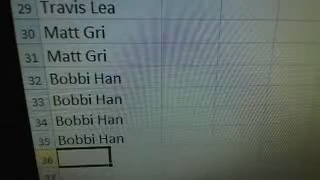 29 Travis Lea
30 Matt Gri
31 Matt Gri
32 Bobbi Han
33 Bobbi Han
34 Bobbi Han
35 Bobbi Han
36
37